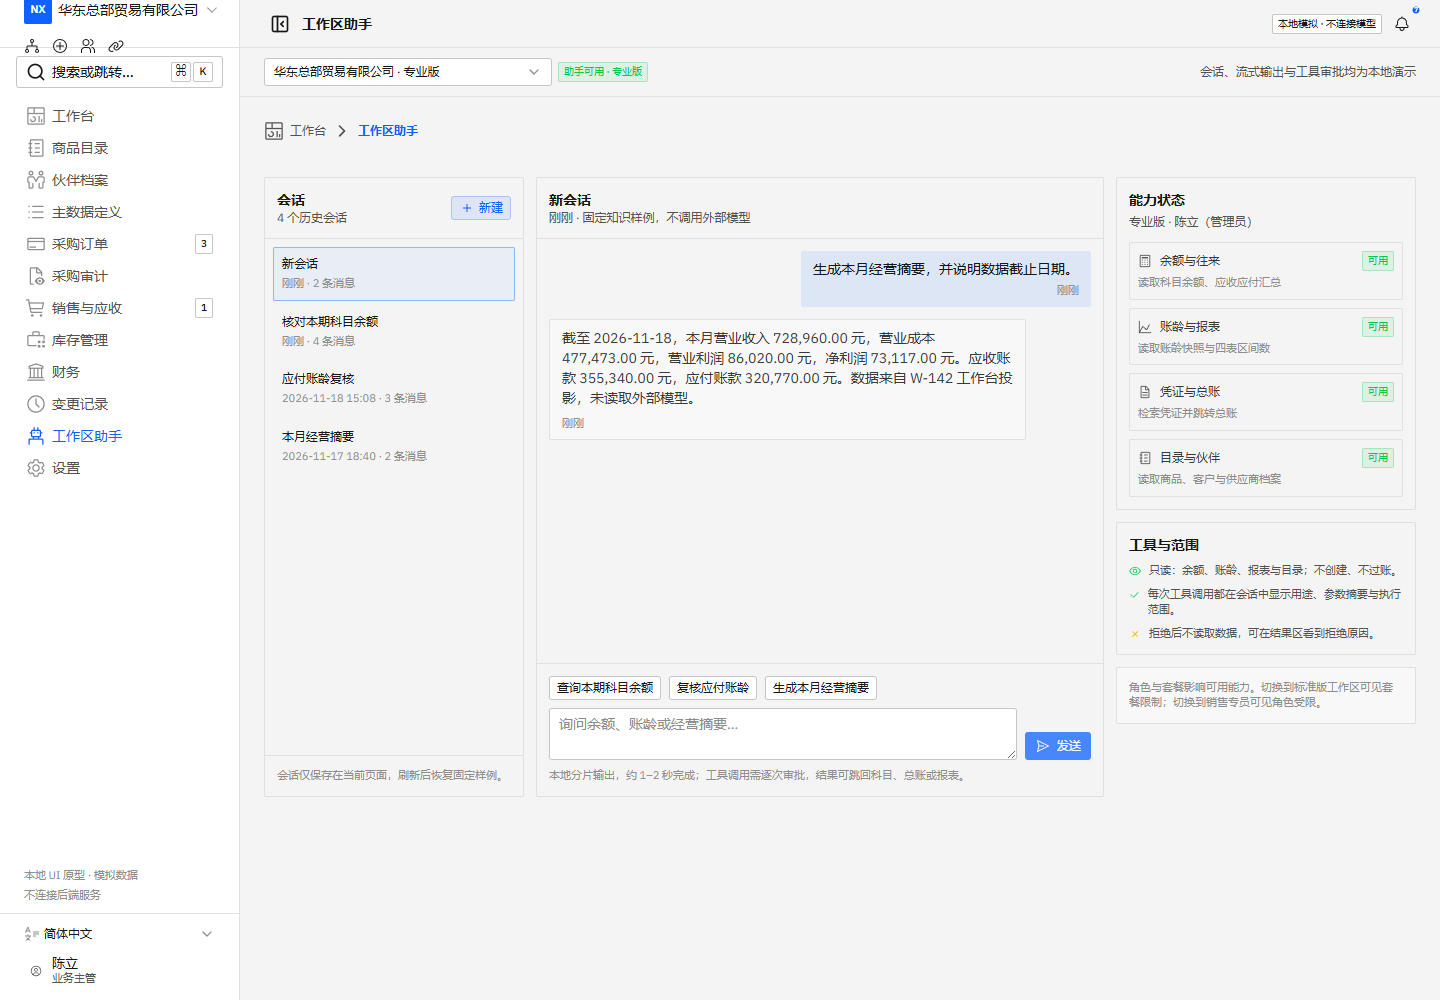 NX 华东总部贸易有限公司
搜索或跳转... ⌘ K
工作台
商品目录
伙伴档案
主数据定义
采购订单 3
采购审计
销售与应收 1
库存管理
财务
变更记录
工作区助手
设置
本地 UI 原型 · 模拟数据
不连接后端服务
简体中文
陈立
业务主管
工作区助手
本地模拟 · 不连接模型
?
华东总部贸易有限公司 · 专业版
助手可用 · 专业版
会话、流式输出与工具审批均为本地演示
工作台
工作区助手
会话
4 个历史会话
新建
新会话
刚刚 · 2 条消息
核对本期科目余额
刚刚 · 4 条消息
应付账龄复核
2026-11-18 15:08 · 3 条消息
本月经营摘要
2026-11-17 18:40 · 2 条消息
会话仅保存在当前页面，刷新后恢复固定样例。
新会话
刚刚 · 固定知识样例，不调用外部模型
生成本月经营摘要，并说明数据截止日期。
刚刚
截至 2026-11-18，本月营业收入 728,960.00 元，营业成本
477,473.00 元，营业利润 86,020.00 元，净利润 73,117.00 元。应收账
款 355,340.00 元，应付账款 320,770.00 元。数据来自 W-142 工作台投
影，未读取外部模型。
刚刚
查询本期科目余额
复核应付账龄
生成本月经营摘要
询问余额、账龄或经营摘要...
发送
本地分片输出，约 1–2 秒完成；工具调用需逐次审批，结果可跳回科目、总账或报表。
能力状态
专业版 · 陈立（管理员）
余额与往来 可用
读取科目余额、应收应付汇总
账龄与报表 可用
读取账龄快照与四表区间数
凭证与总账 可用
检索凭证并跳转总账
目录与伙伴 可用
读取商品、客户与供应商档案
工具与范围
只读：余额、账龄、报表与目录；不创建、不过账。
每次工具调用都在会话中显示用途、参数摘要与执行
范围。
拒绝后不读取数据，可在结果区看到拒绝原因。
角色与套餐影响可用能力。切换到标准版工作区可见套
餐限制；切换到销售专员可见角色受限。